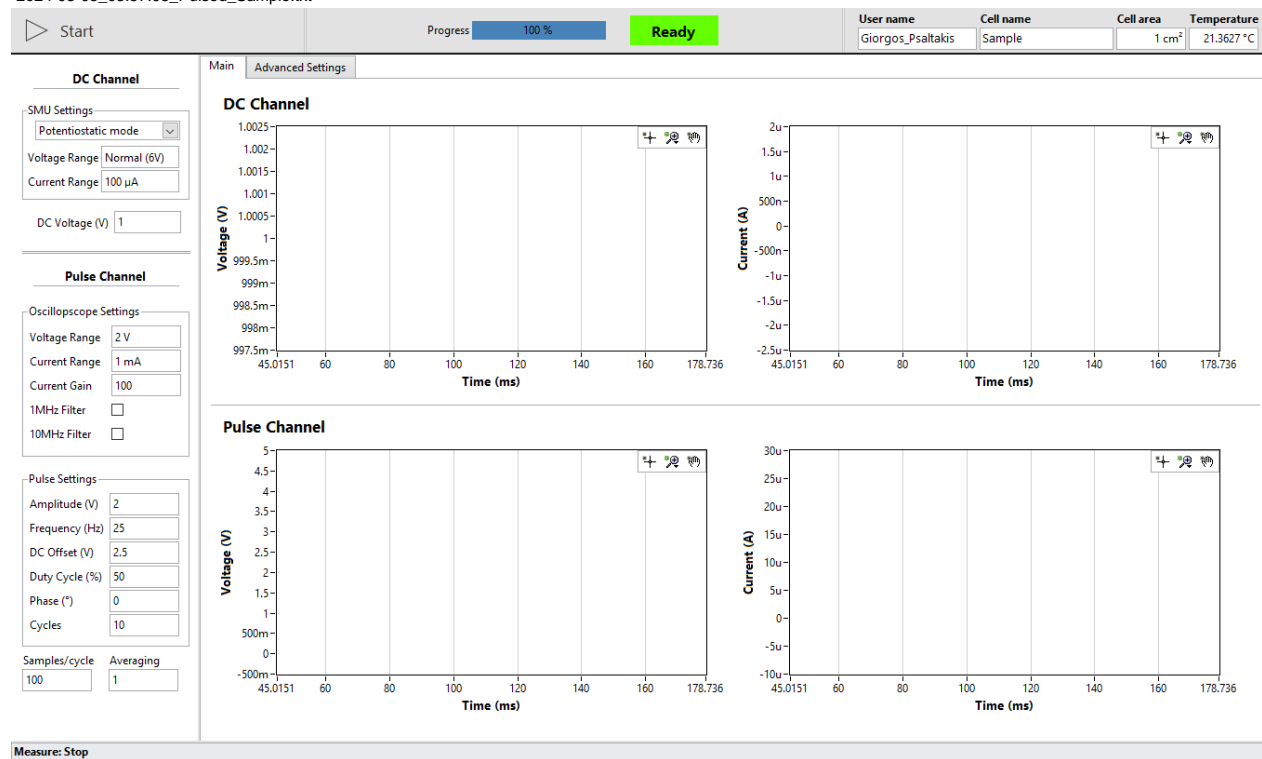 Start
Progress
100 %
Ready
User name
Cell name
Cell area
Temperature
Giorgos_Psaltakis
Sample
1 cm²
21.3627 °C
DC Channel
SMU Settings
Potentiostatic mode
Voltage Range Normal (6V)
Current Range 100 µA
DC Voltage (V) 1
Pulse Channel
Oscillopscope Settings
Voltage Range 2 V
Current Range 1 mA
Current Gain 100
1MHz Filter
10MHz Filter
Pulse Settings
Amplitude (V) 2
Frequency (Hz) 25
DC Offset (V) 2.5
Duty Cycle (%) 50
Phase (°) 0
Cycles 10
Samples/cycle Averaging
100 1
Main Advanced Settings
DC Channel
1.0025
1.002
1.0015
1.001
1.0005
1
999.5m
999m
998.5m
998m
997.5m
Voltage (V)
45.0151 60 80 100 120 140 160 178.736
Time (ms)
2u
1.5u
1u
500n
0
-500n
-1u
-1.5u
-2u
-2.5u
Current (A)
45.0151 60 80 100 120 140 160 178.736
Time (ms)
Pulse Channel
5
4.5
4
3.5
3
2.5
2
1.5
1
500m
0
-500m
Voltage (V)
45.0151 60 80 100 120 140 160 178.736
Time (ms)
30u
25u
20u
15u
10u
5u
0
-5u
-10u
Current (A)
45.0151 60 80 100 120 140 160 178.736
Time (ms)
Measure: Stop